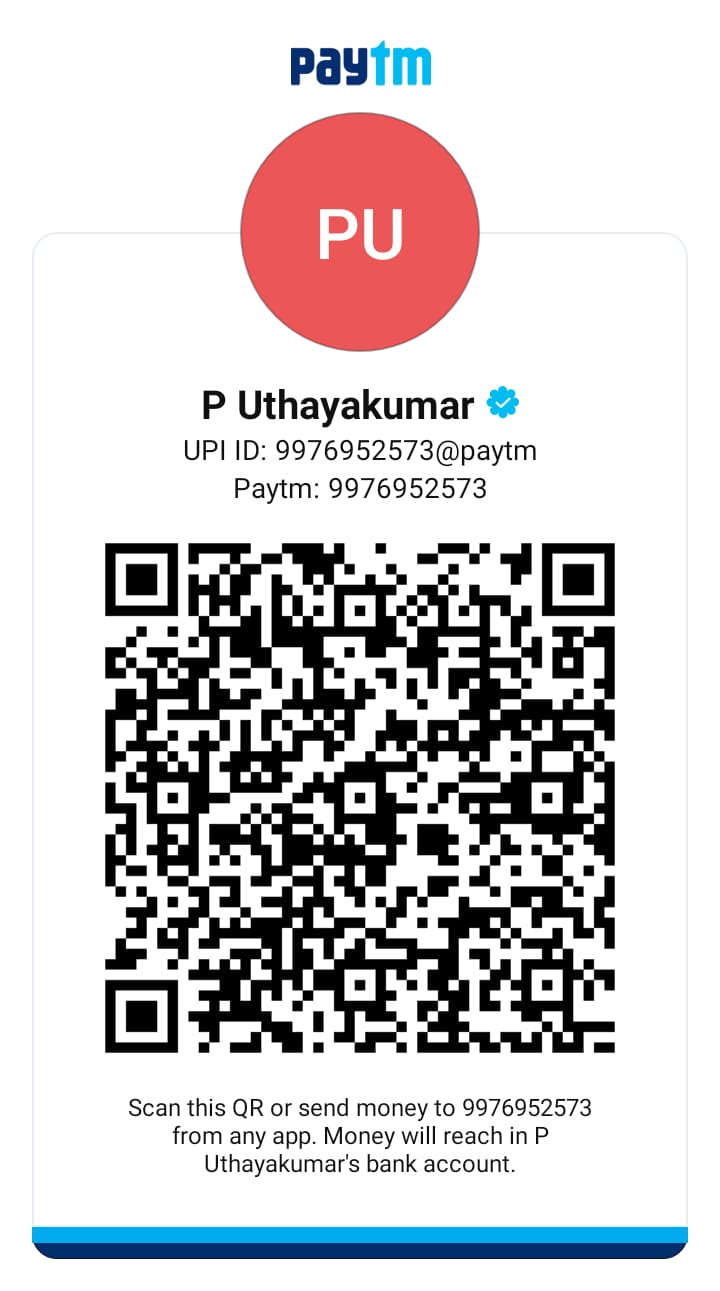 paytm
PU
P Uthayakumar
UPI ID: 9976952573@paytm
Paytm: 9976952573
Scan this QR or send money to 9976952573
from any app. Money will reach in P
Uthayakumar's bank account.